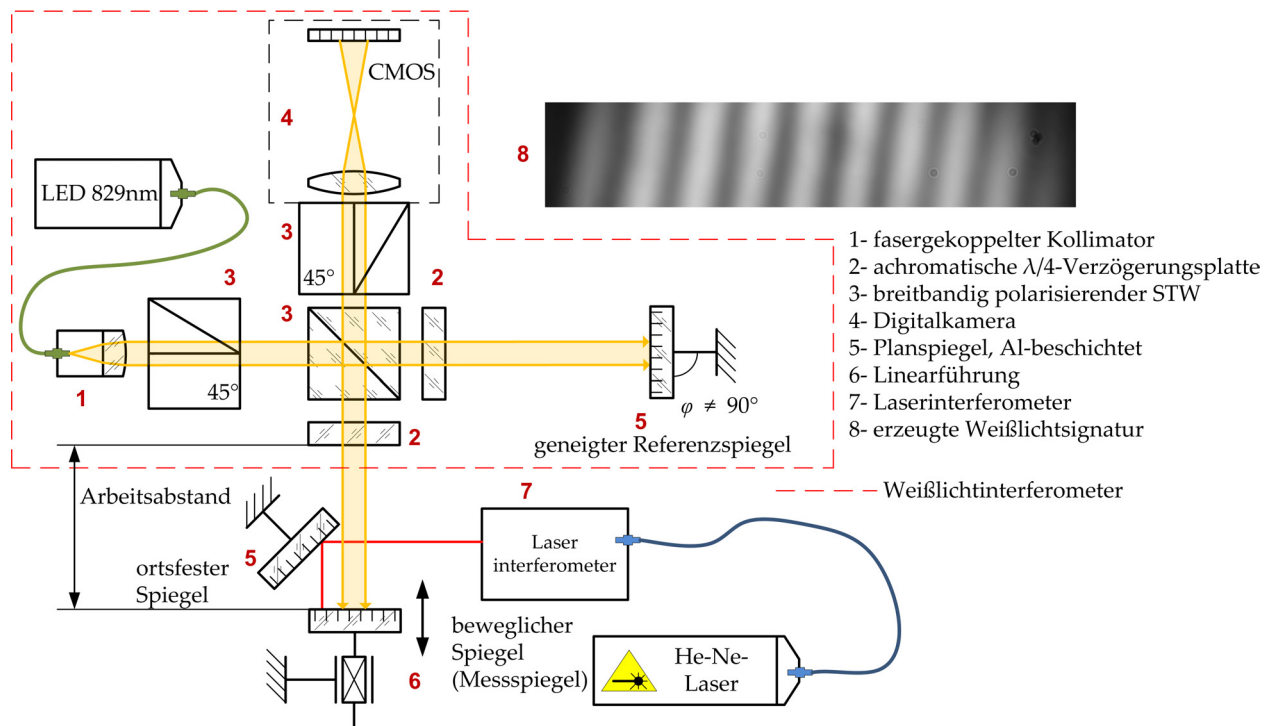 CMOS
4
8
LED 829nm
3
45°
2
3
3
45°
1
2
φ ≠ 90°
5
geneigter Referenzspiegel
1- fasergekoppelter Kollimator
2- achromatische λ/4-Verzögerungsplatte
3- breitbandig polarisierender STW
4- Digitalkamera
5- Planspiegel, Al-beschichtet
6- Linearführung
7- Laserinterferometer
8- erzeugte Weißlichtsignatur
Weißlichtinterferometer
Arbeitsabstand
7
5
Laser
interferometer
ortsfester
Spiegel
beweglicher
Spiegel
(Messspiegel)
6
He-Ne-
Laser